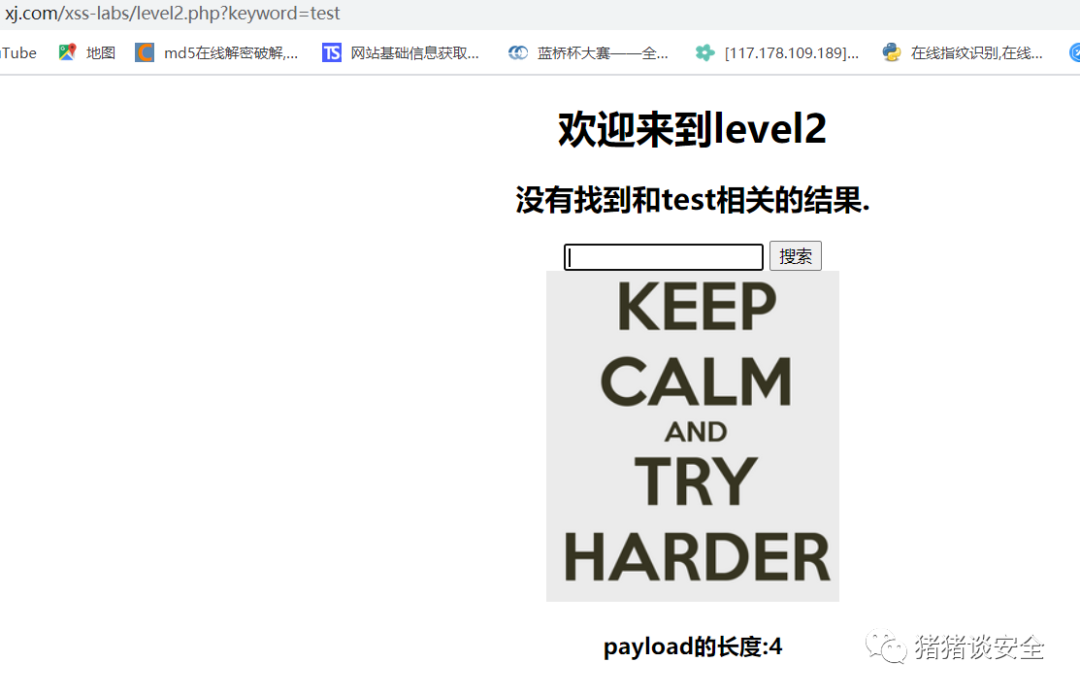 xj.com/xss-labs/level2.php?keyword=test
uTube 地图 md5在线解密破解,... TS 网站基础信息获取... 蓝桥杯大赛——全... [117.178.109.189]... 在线指纹识别,在线...
欢迎来到level2
没有找到和test相关的结果.
搜索
KEEP
CALM
AND
TRY
HARDER
payload的长度:4
猪猪谈安全